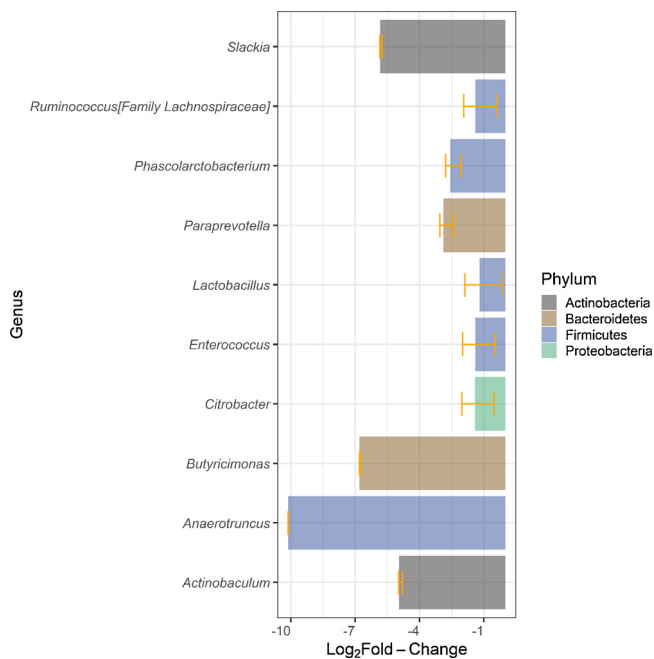 Slackia
Ruminococcus[Family Lachnospiraceae]
Phascolarctobacterium
Paraprevotella
Lactobacillus
Enterococcus
Citrobacter
Butyricimonas
Anaerotruncus
Actinobaculum
Genus
-10 -7 -4 -1
Log₂Fold – Change
Phylum
Actinobacteria
Bacteroidetes
Firmicutes
Proteobacteria